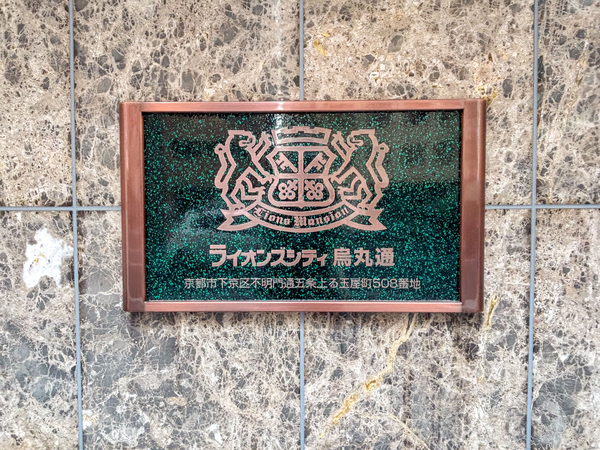 Lions Mansion
ライオンズシティ 烏丸通
京都市下京区不明門通五条上る玉屋町508番地